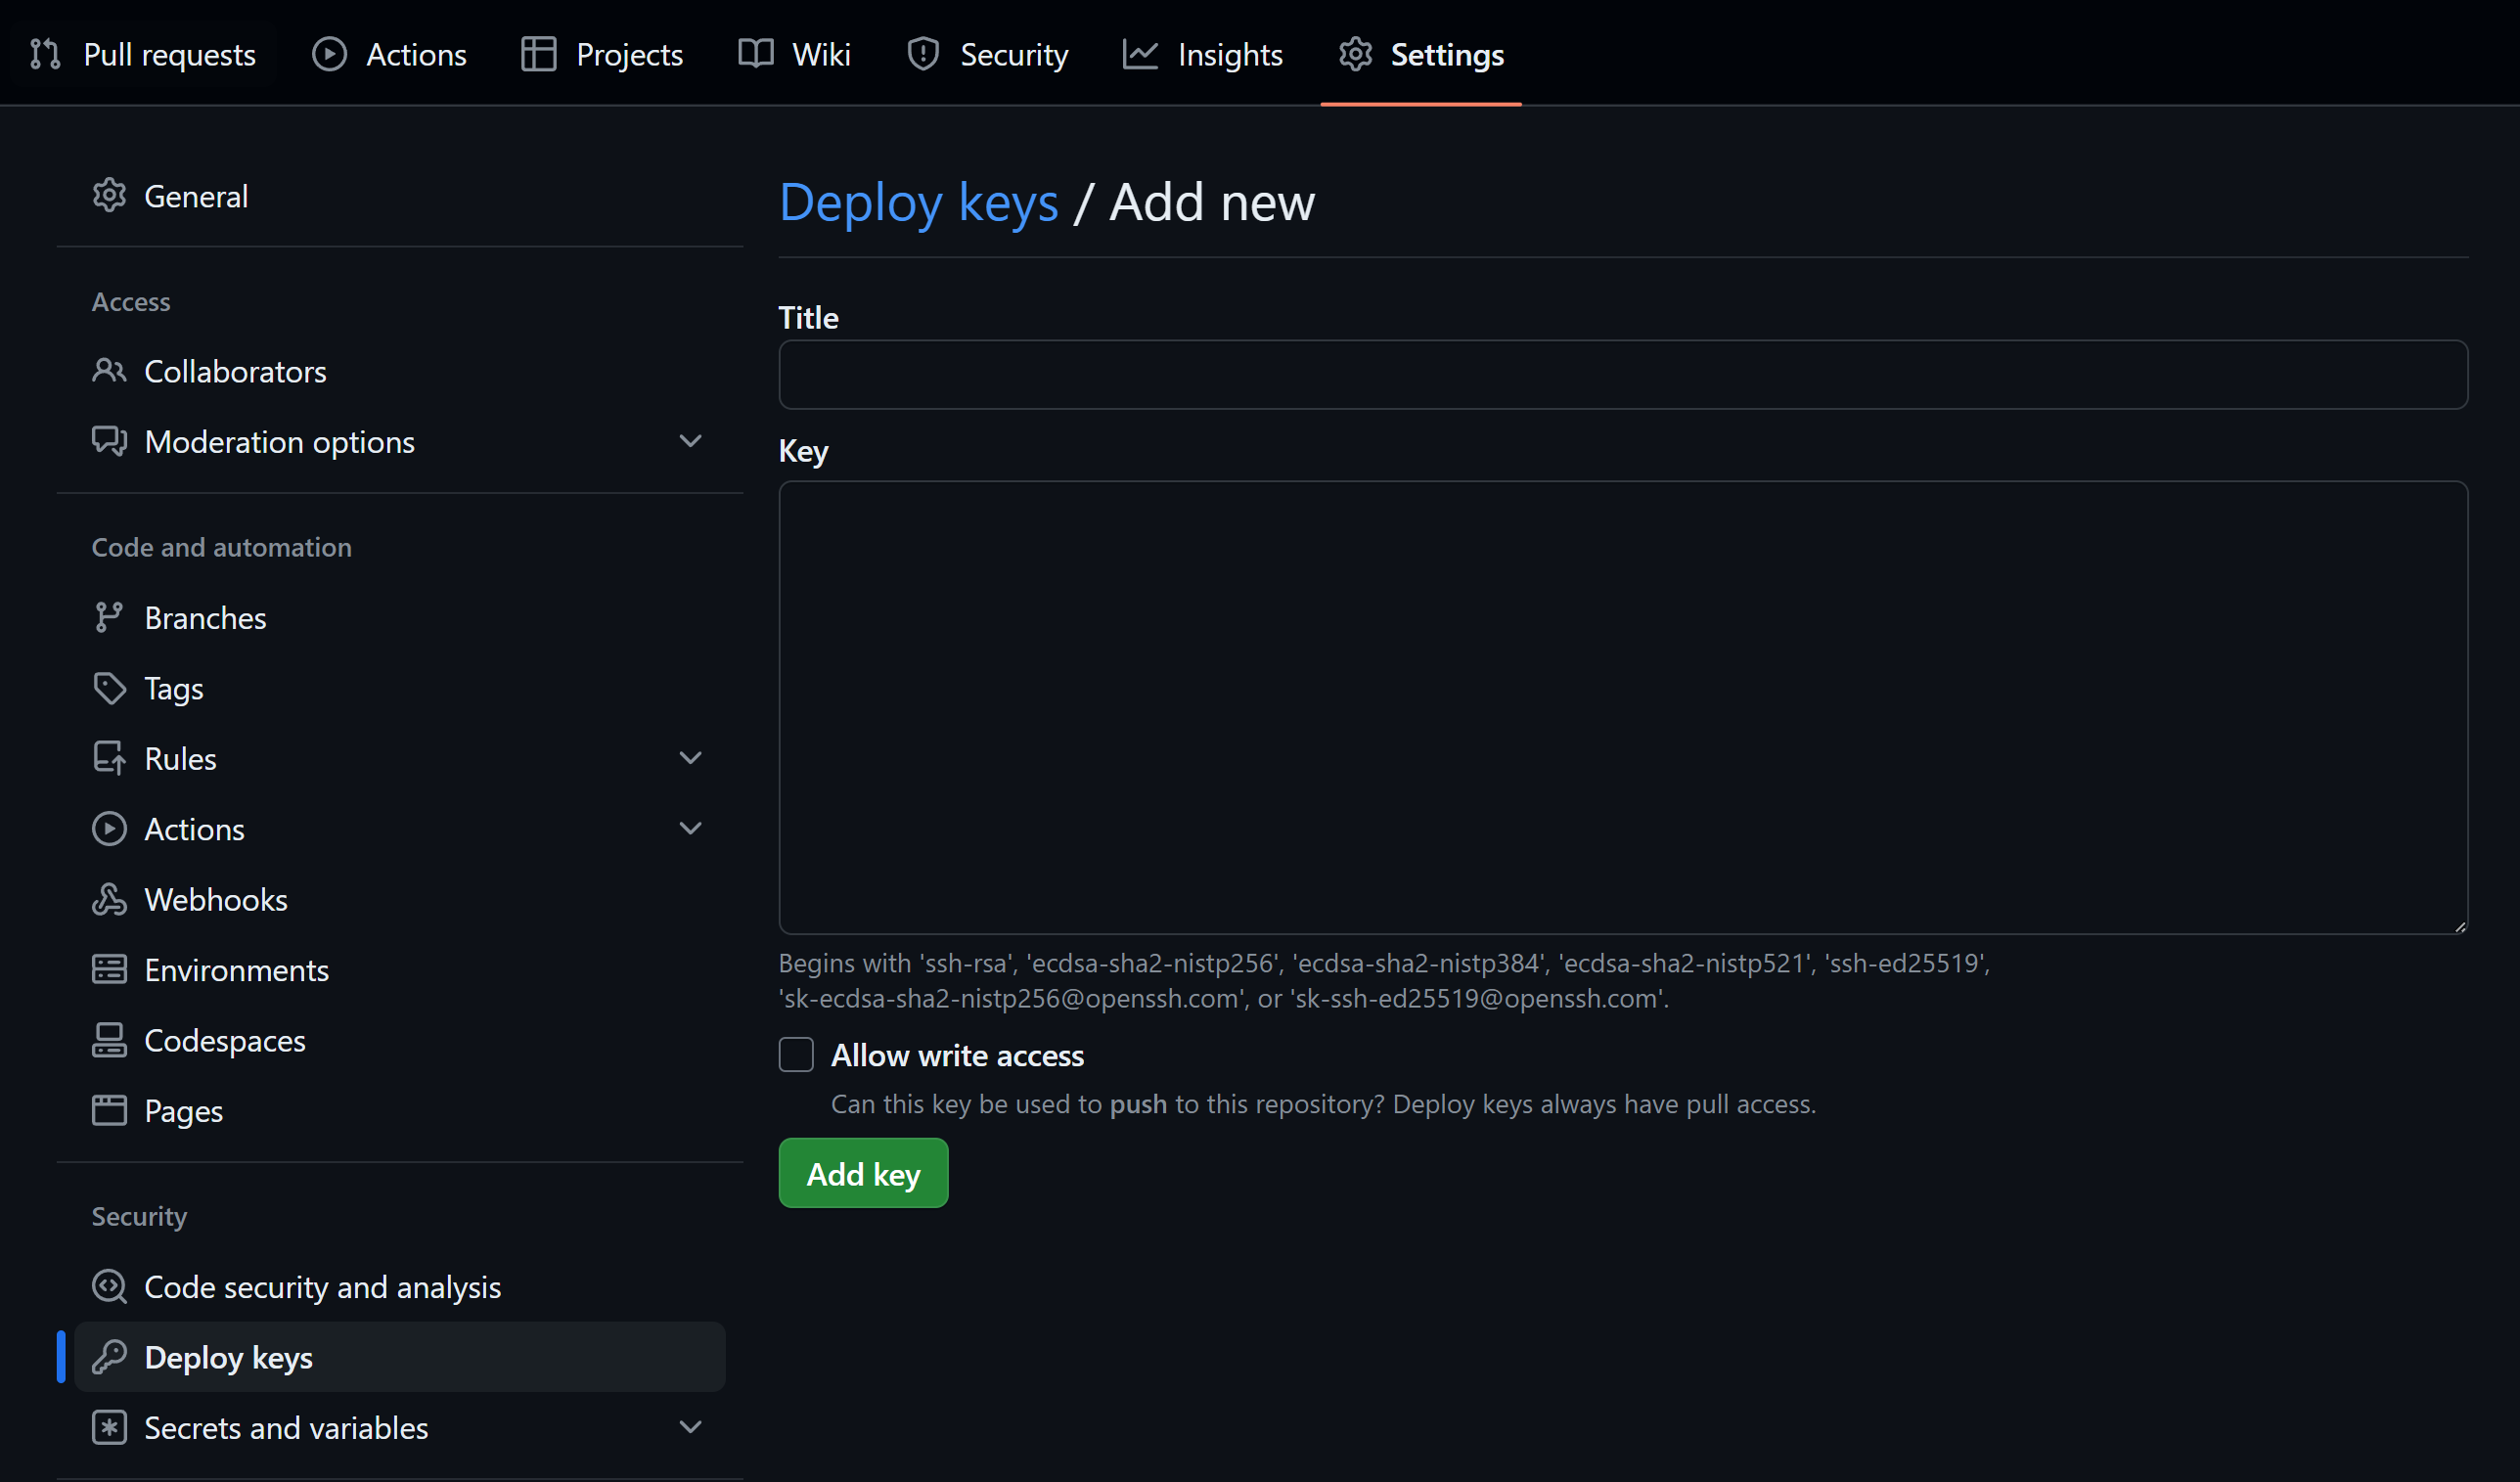 Pull requests Actions Projects Wiki Security Insights Settings
General
Access
Collaborators
Moderation options
Code and automation
Branches
Tags
Rules
Actions
Webhooks
Environments
Codespaces
Pages
Security
Code security and analysis
Deploy keys
Secrets and variables
Deploy keys / Add new
Title
Key
Begins with 'ssh-rsa', 'ecdsa-sha2-nistp256', 'ecdsa-sha2-nistp384', 'ecdsa-sha2-nistp521', 'ssh-ed25519',
'sk-ecdsa-sha2-nistp256@openssh.com', or 'sk-ssh-ed25519@openssh.com'.
Allow write access
Can this key be used to push to this repository? Deploy keys always have pull access.
Add key